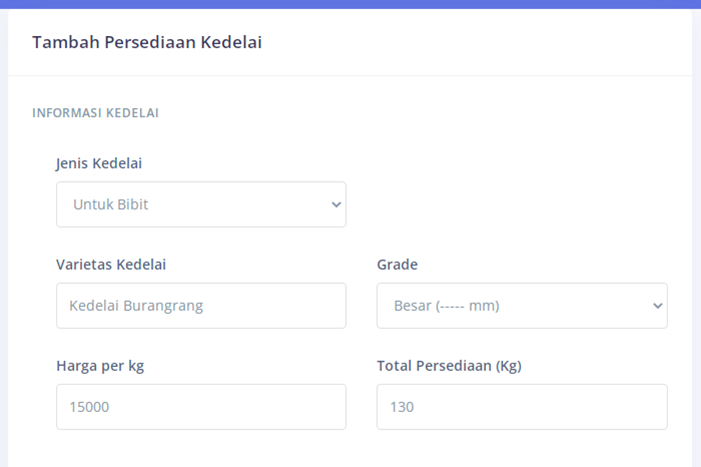 Tambah Persediaan Kedelai
INFORMASI KEDELAI
Jenis Kedelai
Untuk Bibit
Varietas Kedelai
Grade
Kedelai Burangrang
Besar (----- mm)
Harga per kg
Total Persediaan (Kg)
15000
130